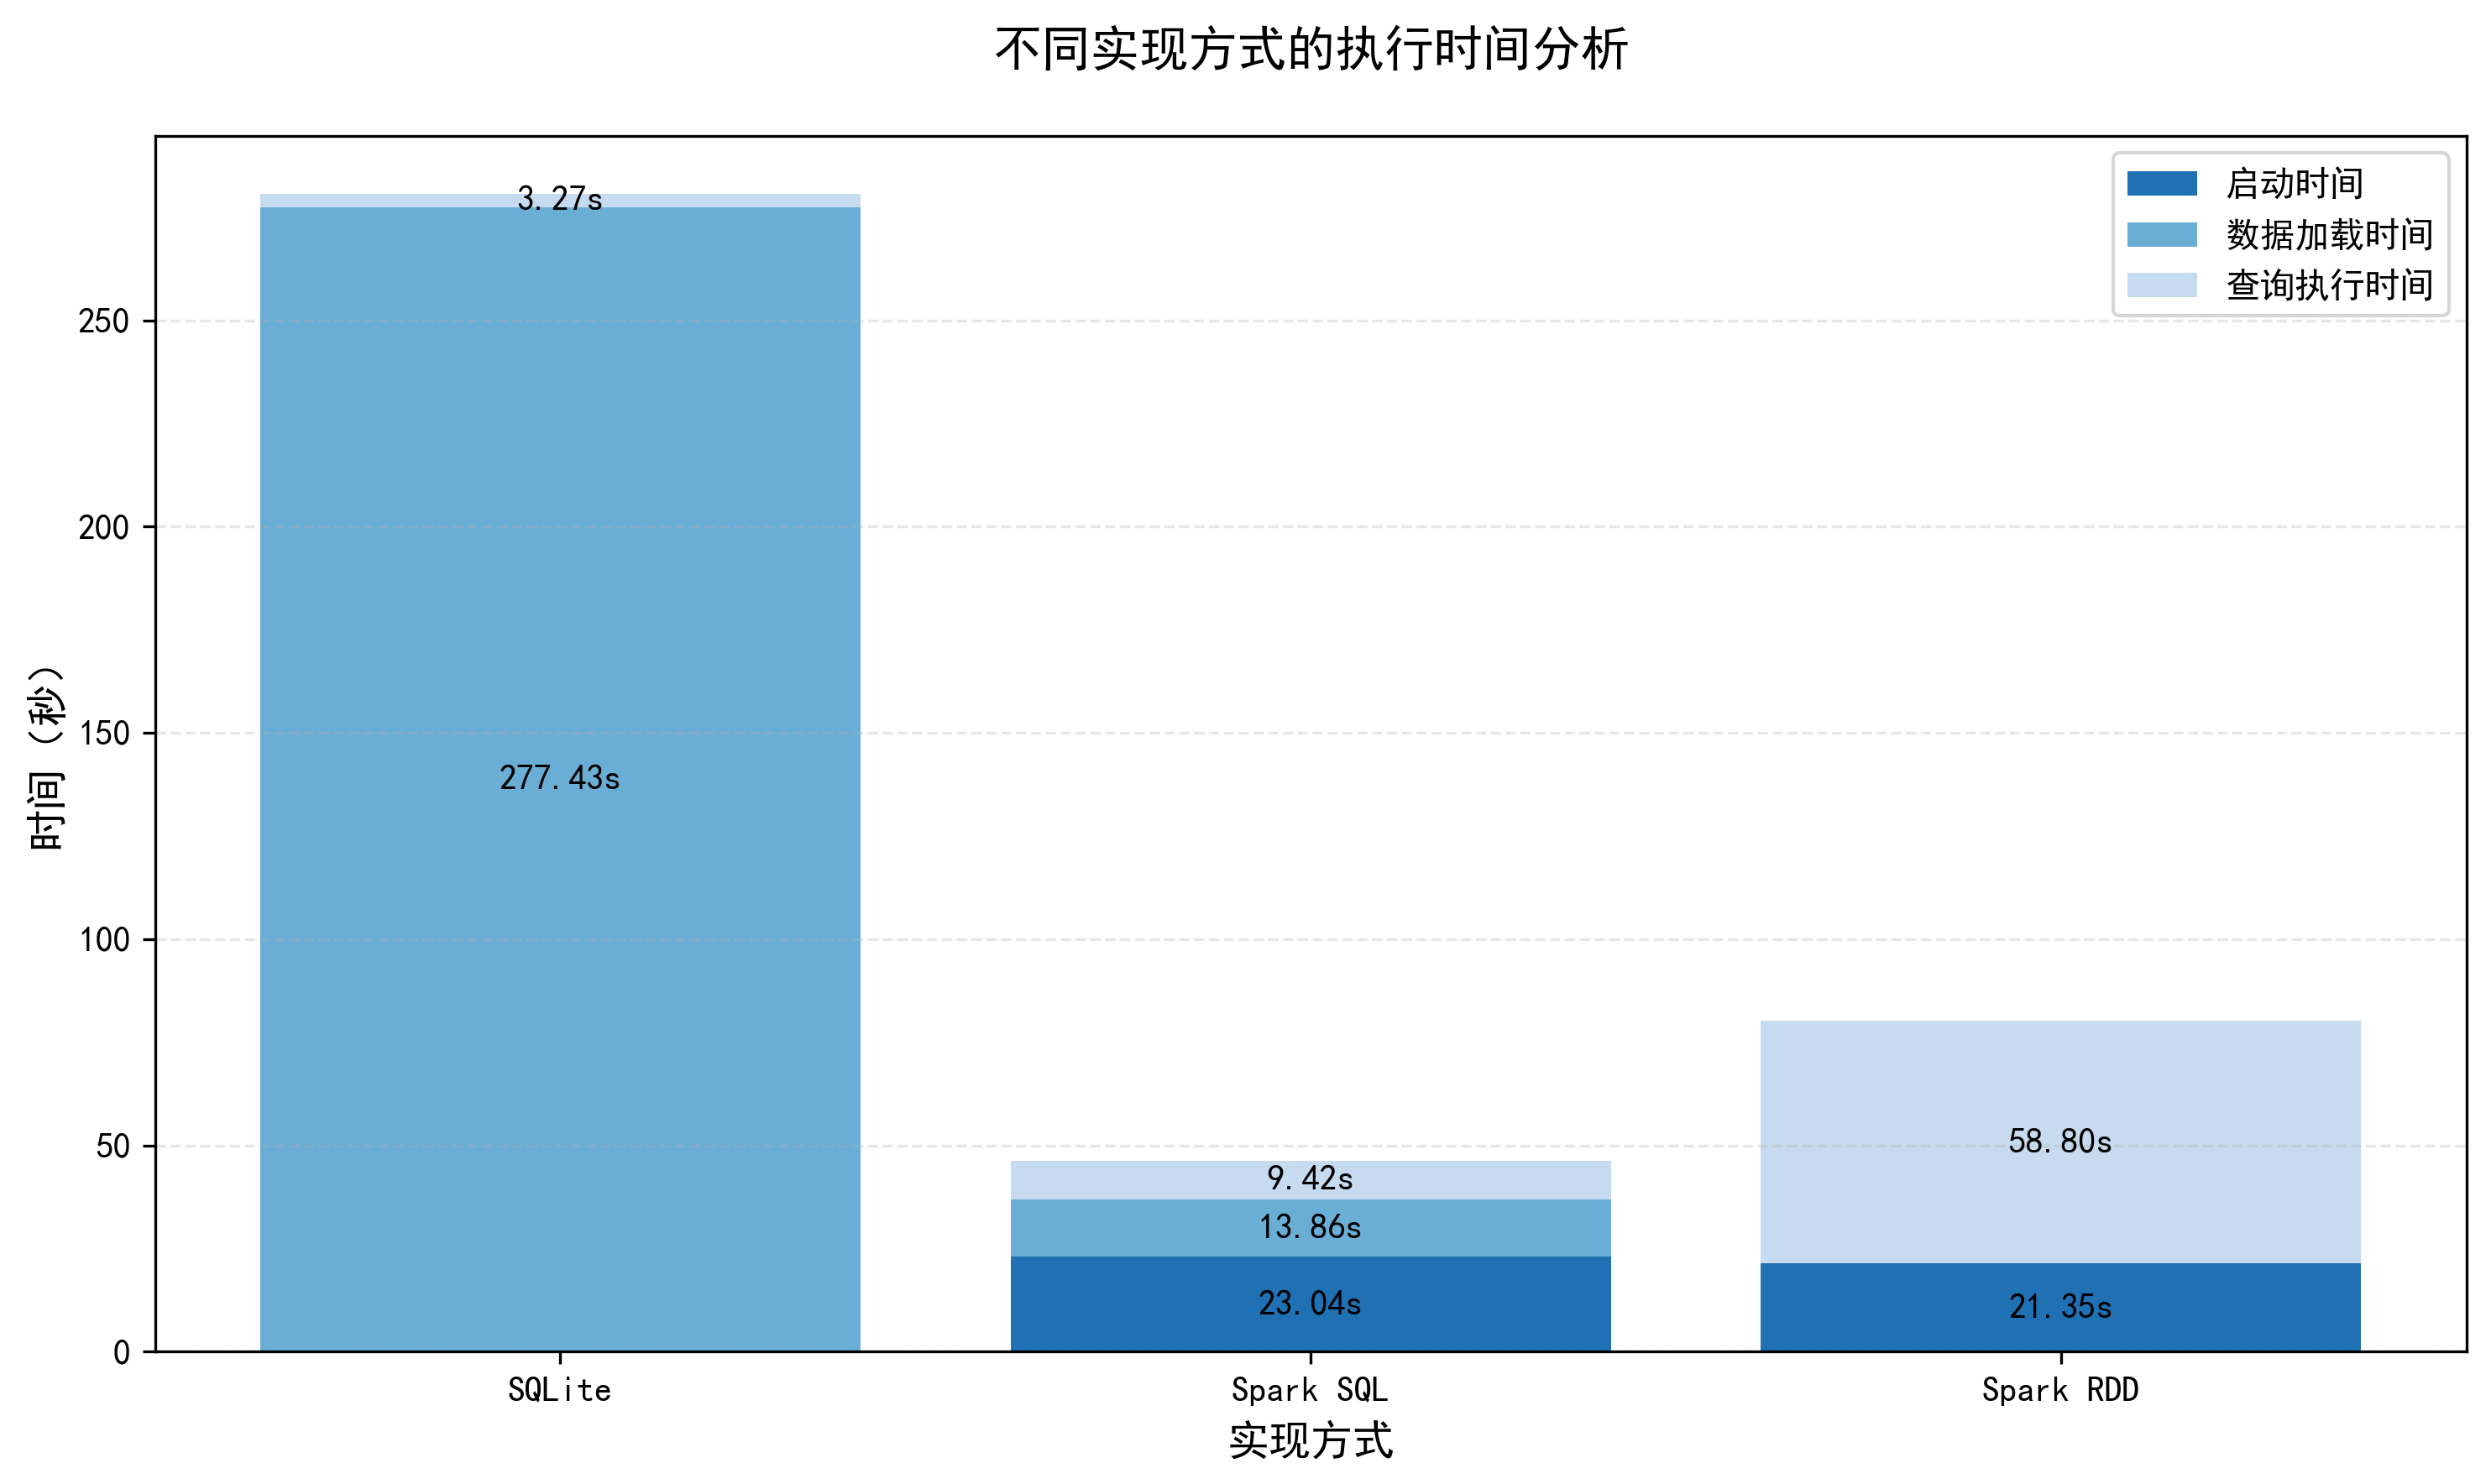 不同实现方式的执行时间分析
启动时间
数据加载时间
查询执行时间
时间 (秒)
250
200
150
100
50
0
3.27s
277.43s
9.42s
13.86s
23.04s
58.80s
21.35s
SQLite
Spark SQL
Spark RDD
实现方式